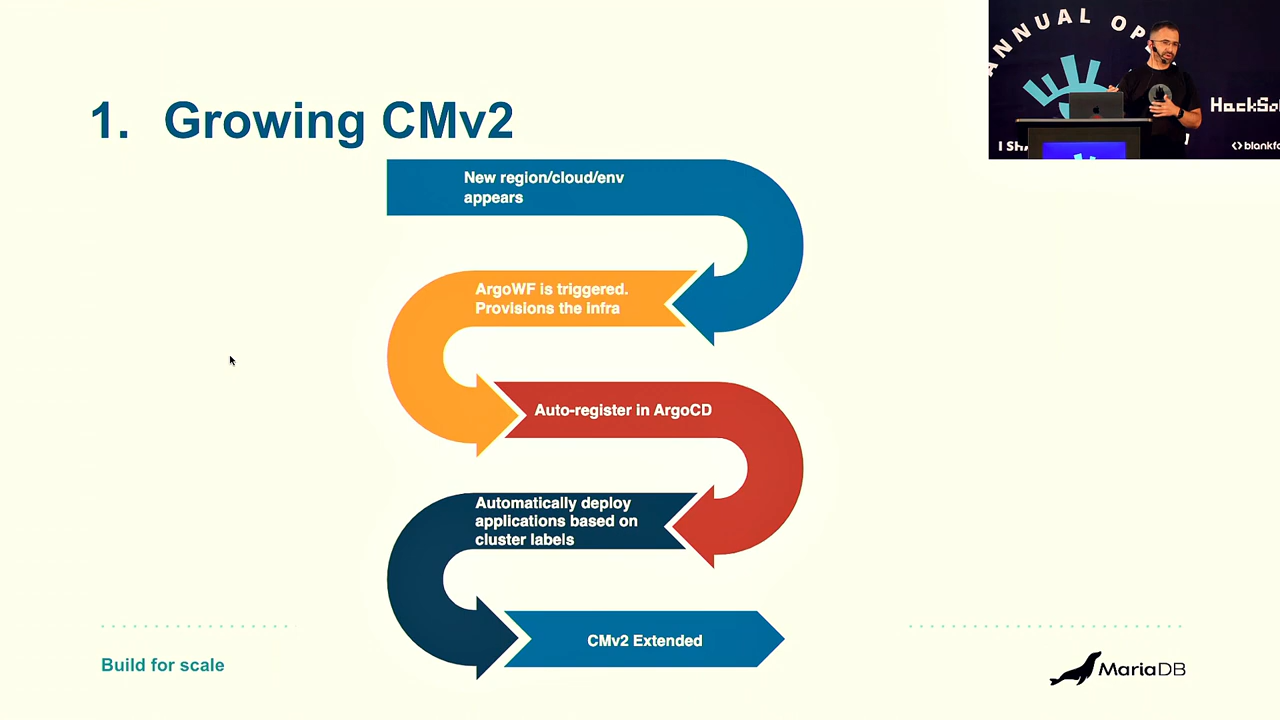 ANNUAL OP
HackSo
I SH
<>blankf
1. Growing CMv2
New region/cloud/env
appears
ArgoWF is triggered.
Provisions the infra
Auto-register in ArgoCD
Automatically deploy
applications based on
cluster labels
CMv2 Extended
Build for scale
MariaDB